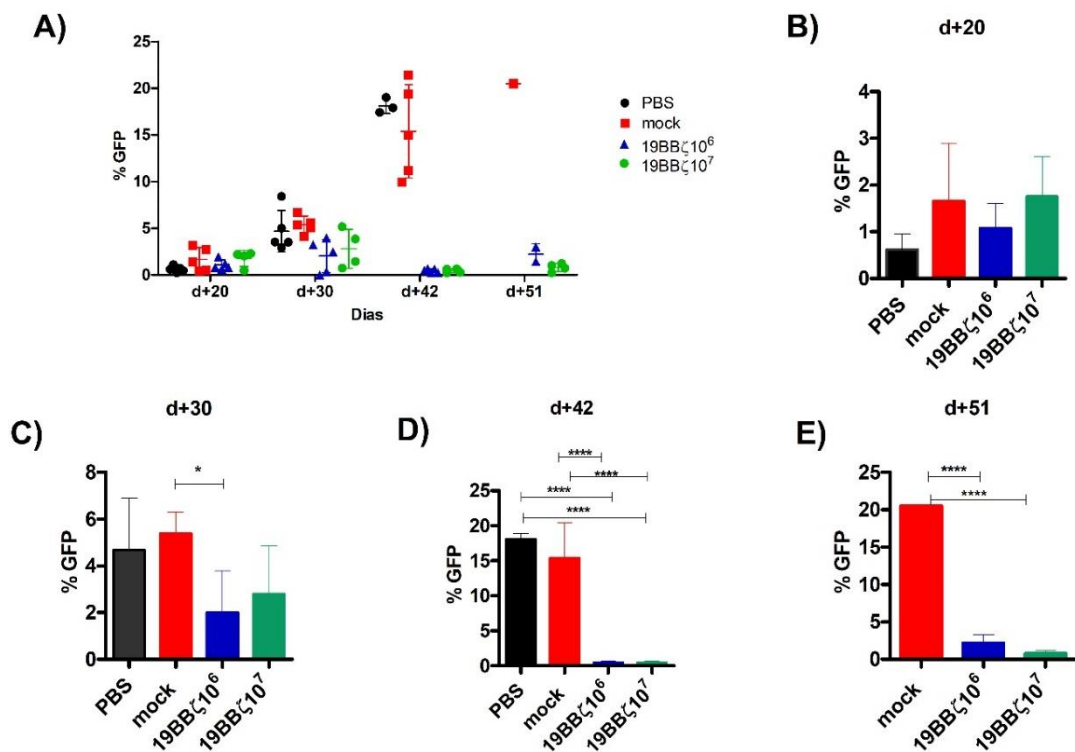 A)
% GFP
25
20
15
10
5
0
d+20 d+30 d+42 d+51
Dias
PBS
mock
19BBζ10⁶
19BBζ10⁷
B)
d+20
% GFP
4
3
2
1
0
PBS mock 19BBζ10⁶ 19BBζ10⁷
C)
d+30
*
% GFP
8
6
4
2
0
PBS mock 19BBζ10⁶ 19BBζ10⁷
D)
d+42
****
****
****
****
% GFP
25
20
15
10
5
0
PBS mock 19BBζ10⁶ 19BBζ10⁷
E)
d+51
****
****
% GFP
25
20
15
10
5
0
mock 19BBζ10⁶ 19BBζ10⁷